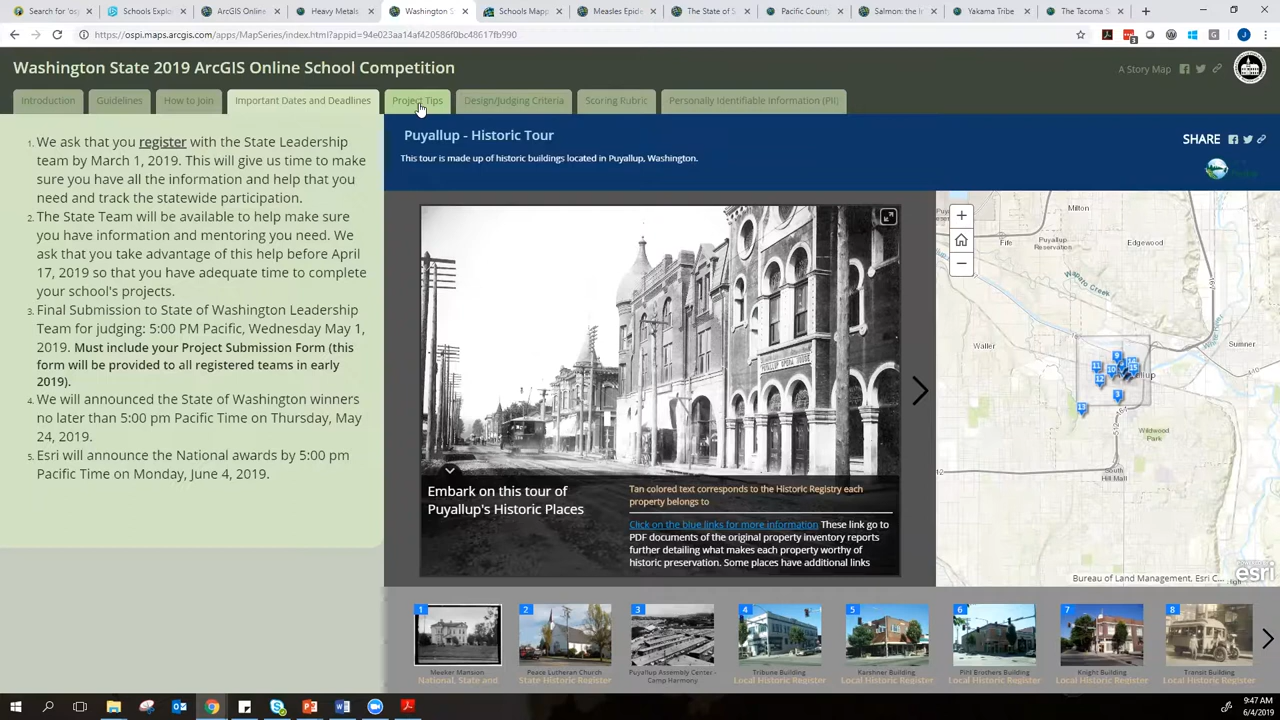 Search for 'os
Schools Explo
ArcGIS Online
Heavy Metals
Washington S
Schools Map
Measles Epide
The State of S
Pacific County
Salmon: the Ir
Yakama Tribe
The Tacoma S
https://ospi.maps.arcgis.com/apps/MapSeries/index.html?appid=94e023aa14af420586f0bc48617fb990
Washington State 2019 ArcGIS Online School Competition
A Story Map
Introduction
Guidelines
How to Join
Important Dates and Deadlines
Project Tips
Design/Judging Criteria
Scoring Rubric
Personally Identifiable Information (PII)
1. We ask that you register with the State Leadership
team by March 1, 2019. This will give us time to make
sure you have all the information and help that you
need and track the statewide participation.
2. The State Team will be available to help make sure
you have information and mentoring you need. We
ask that you take advantage of this help before April
17, 2019 so that you have adequate time to complete
your school's projects.
3. Final Submission to State of Washington Leadership
Team for judging: 5:00 PM Pacific, Wednesday May 1,
2019. Must include your Project Submission Form (this
form will be provided to all registered teams in early
2019).
4. We will announced the State of Washington winners
no later than 5:00 pm Pacific Time on Thursday, May
24, 2019.
5. Esri will announce the National awards by 5:00 pm
Pacific Time on Monday, June 4, 2019.
Puyallup - Historic Tour
This tour is made up of historic buildings located in Puyallup, Washington.
SHARE
Embark on this tour of
Puyallup's Historic Places
Tan colored text corresponds to the Historic Registry each
property belongs to
Click on the blue links for more information These link go to
PDF documents of the original property inventory reports
further detailing what makes each property worthy of
historic preservation. Some places have additional links
Milton
Fife
Puyallup
Reservation
Edgewood
Wapato Creek
Waller
Sumner
Wildwood
Park
South
Hill Mall
Bureau of Land Management, Esri C...
esri
1
Meeker Mansion
National, State and
2
Peace Lutheran Church
State Historic Register
3
Puyallup Assembly Center -
Camp Harmony
4
Tribune Building
Local Historic Register
5
Karshner Building
Local Historic Register
6
Pihl Brothers Building
Local Historic Register
7
Knight Building
Local Historic Register
8
Transit Building
Local Historic Register
9:47 AM
6/4/2019